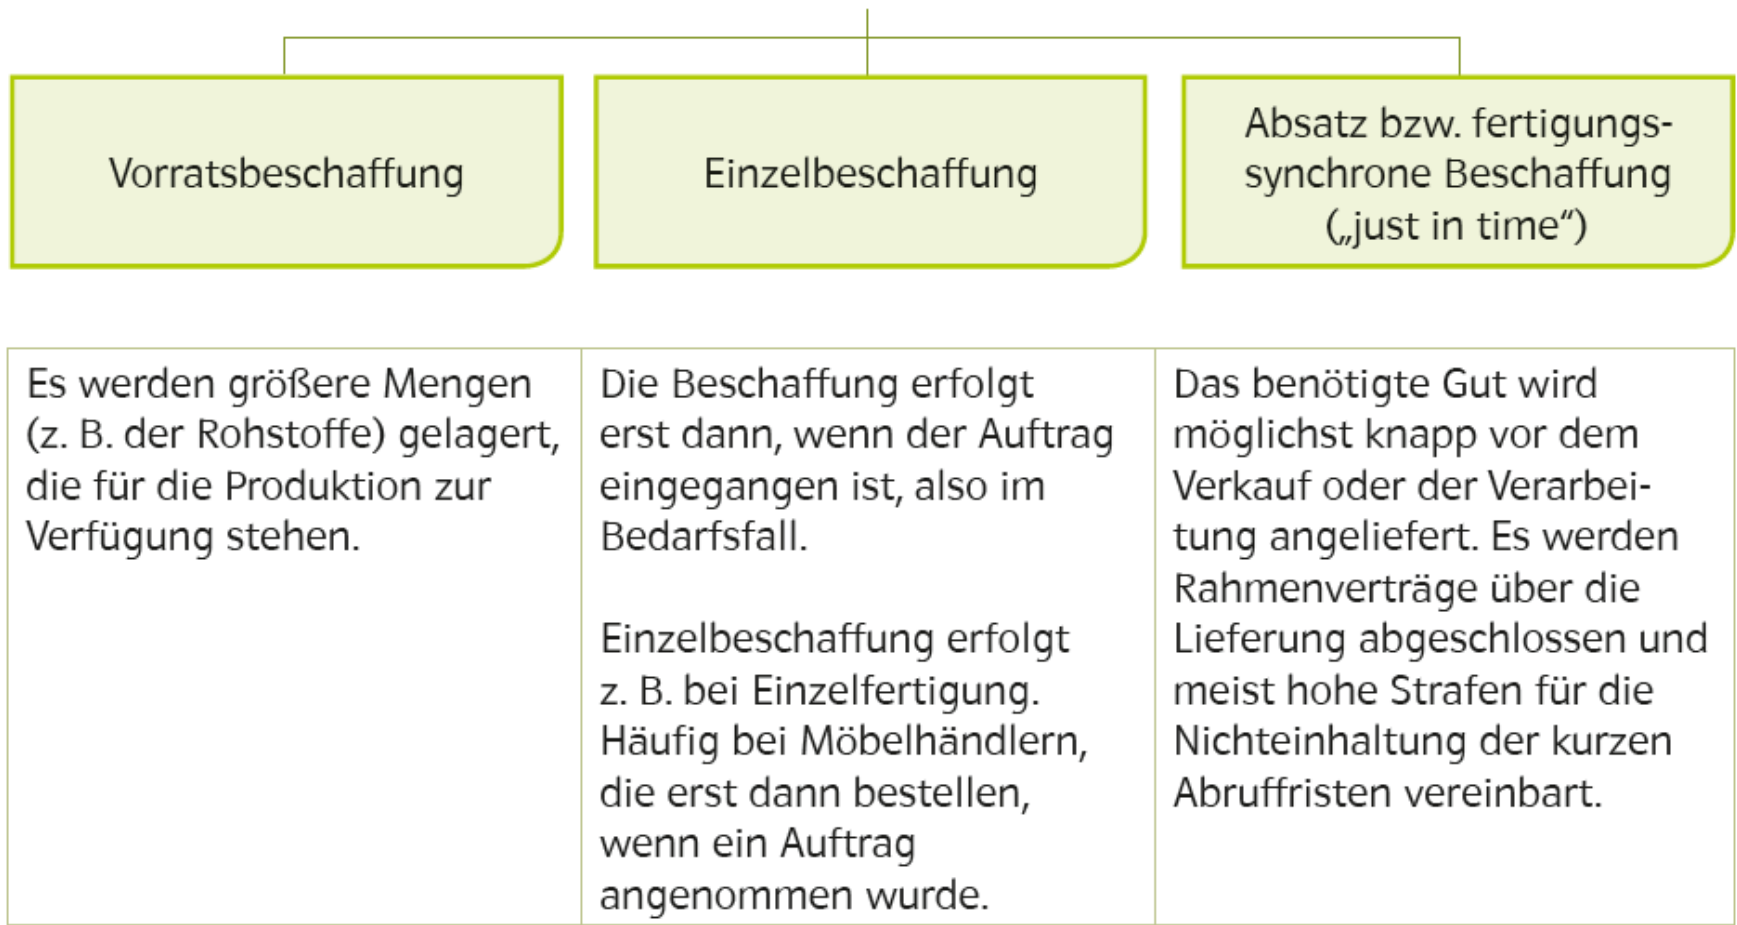 Vorratsbeschaffung
Einzelbeschaffung
Absatz bzw. fertigungs-
synchrone Beschaffung
(„just in time“)
Es werden größere Mengen
(z. B. der Rohstoffe) gelagert,
die für die Produktion zur
Verfügung stehen.
Die Beschaffung erfolgt
erst dann, wenn der Auftrag
eingegangen ist, also im
Bedarfsfall.
Einzelbeschaffung erfolgt
z. B. bei Einzelfertigung.
Häufig bei Möbelhändlern,
die erst dann bestellen,
wenn ein Auftrag
angenommen wurde.
Das benötigte Gut wird
möglichst knapp vor dem
Verkauf oder der Verarbei-
tung angeliefert. Es werden
Rahmenverträge über die
Lieferung abgeschlossen und
meist hohe Strafen für die
Nichteinhaltung der kurzen
Abruffristen vereinbart.